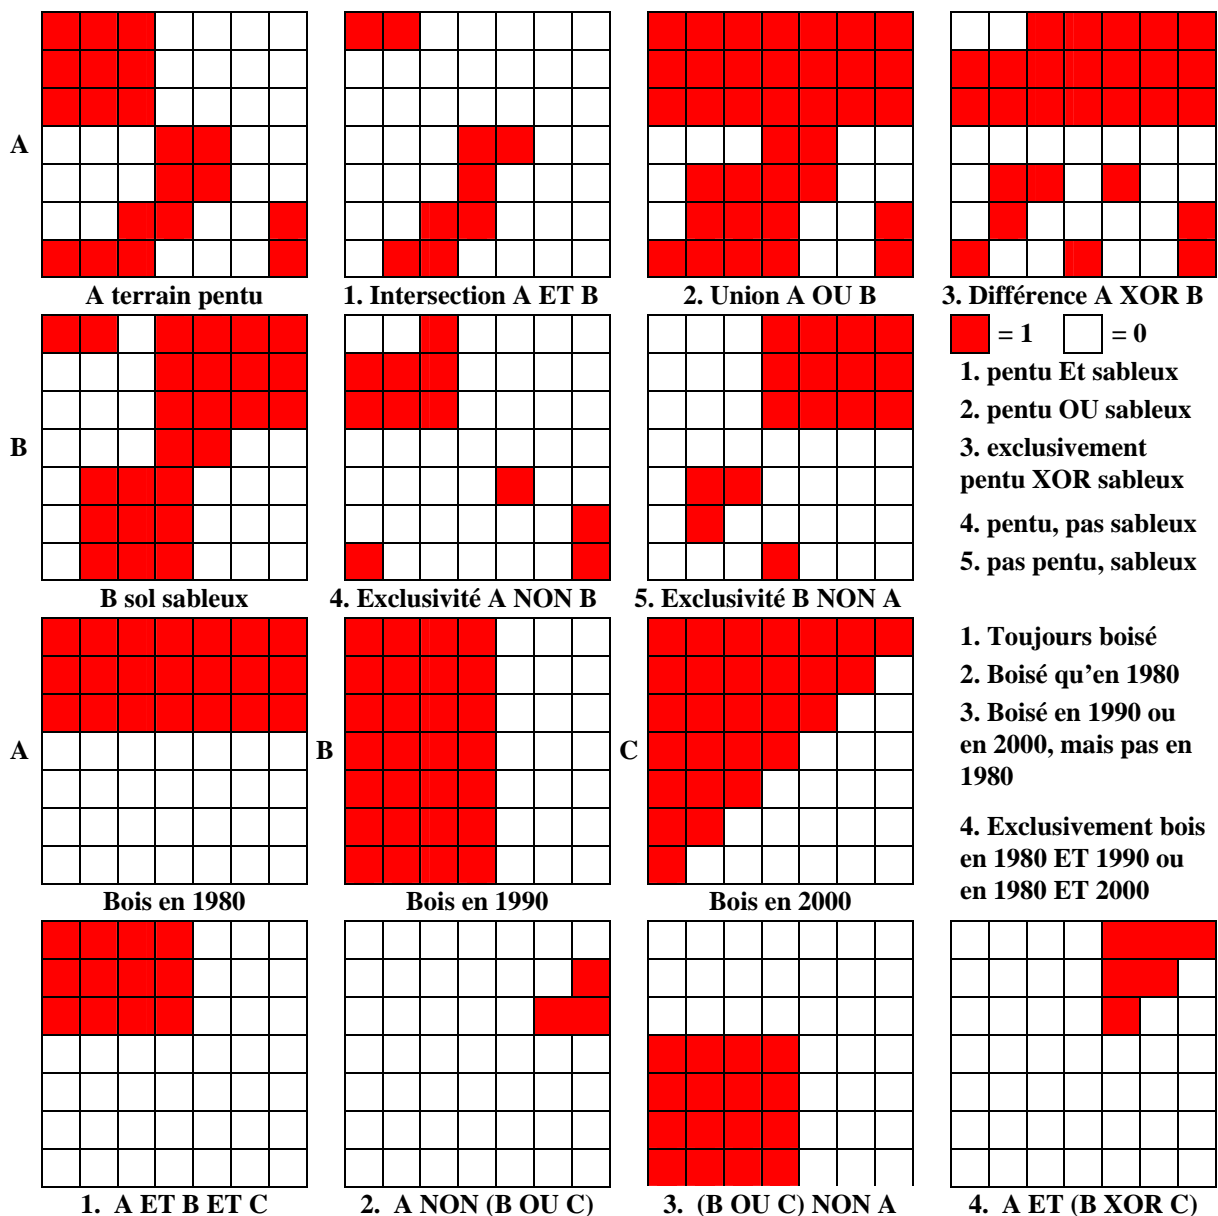 A
A terrain pentu
1. Intersection A ET B
2. Union A OU B
3. Différence A XOR B
B
B sol sableux
4. Exclusivité A NON B
5. Exclusivité B NON A
= 1
= 0
1. pentu Et sableux
2. pentu OU sableux
3. exclusivement
pentu XOR sableux
4. pentu, pas sableux
5. pas pentu, sableux
A
Bois en 1980
B
Bois en 1990
C
Bois en 2000
1. Toujours boisé
2. Boisé qu’en 1980
3. Boisé en 1990 ou
en 2000, mais pas en
1980
4. Exclusivement bois
en 1980 ET 1990 ou
en 1980 ET 2000
1. A ET B ET C
2. A NON (B OU C)
3. (B OU C) NON A
4. A ET (B XOR C)